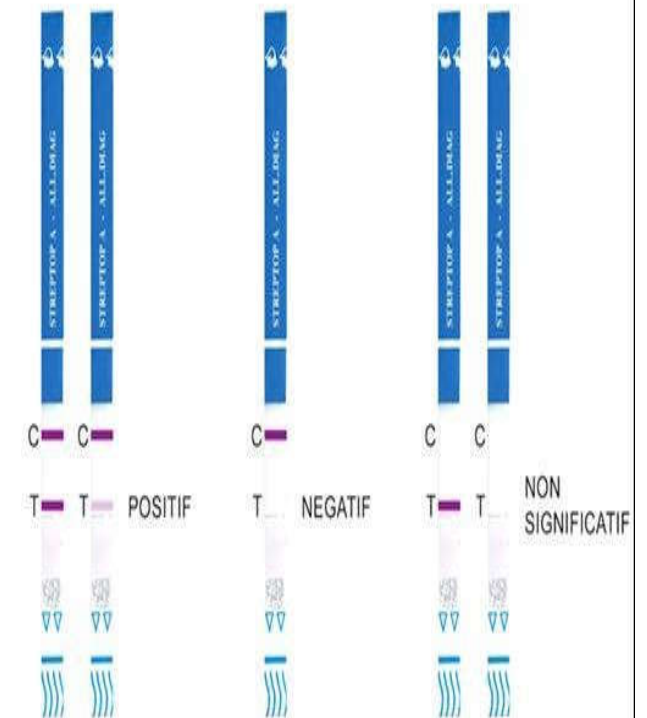 STREPTOP A - ALL.DIAG
STREPTOP A - ALL.DIAG
STREPTOP A - ALL.DIAG
STREPTOP A - ALL.DIAG
STREPTOP A - ALL.DIAG
C C C C C
T T POSITIF T NEGATIF T T NON SIGNIFICATIF